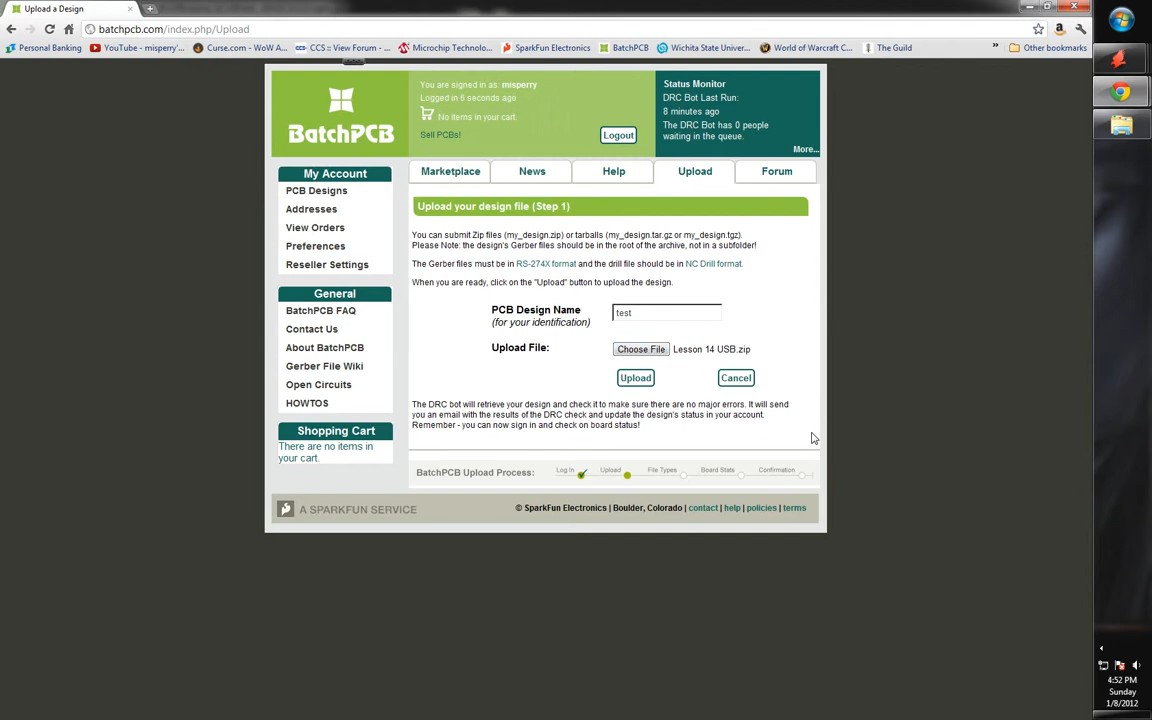 Upload a Design
batchpcb.com/index.php/Upload
Personal Banking
YouTube - misperry'...
Curse.com - WoW A...
CCS :: View Forum - ...
Microchip Technolo...
SparkFun Electronics
BatchPCB
Wichita State Univer...
World of Warcraft C...
The Guild
»
Other bookmarks
BatchPCB
You are signed in as: misperry
Logged in 6 seconds ago
No items in your cart.
Sell PCBs!
Logout
Status Monitor
DRC Bot Last Run:
8 minutes ago
The DRC Bot has 0 people
waiting in the queue.
More...
My Account
PCB Designs
Addresses
View Orders
Preferences
Reseller Settings
General
BatchPCB FAQ
Contact Us
About BatchPCB
Gerber File Wiki
Open Circuits
HOWTOS
Shopping Cart
There are no items in
your cart.
Marketplace
News
Help
Upload
Forum
Upload your design file (Step 1)
You can submit Zip files (my_design.zip) or tarballs (my_design.tar.gz or my_design.tgz).
Please Note: the design's Gerber files should be in the root of the archive, not in a subfolder!
The Gerber files must be in RS-274X format and the drill file should be in NC Drill format.
When you are ready, click on the "Upload" button to upload the design.
PCB Design Name
(for your identification)
test
Upload File:
Choose File
Lesson 14 USB.zip
Upload
Cancel
The DRC bot will retrieve your design and check it to make sure there are no major errors. It will send
you an email with the results of the DRC check and update the design's status in your account.
Remember - you can now sign in and check on board status!
BatchPCB Upload Process:
Log In
Upload
File Types
Board Stats
Confirmation
A SPARKFUN SERVICE
© SparkFun Electronics | Boulder, Colorado | contact | help | policies | terms
4:52 PM
Sunday
1/8/2012